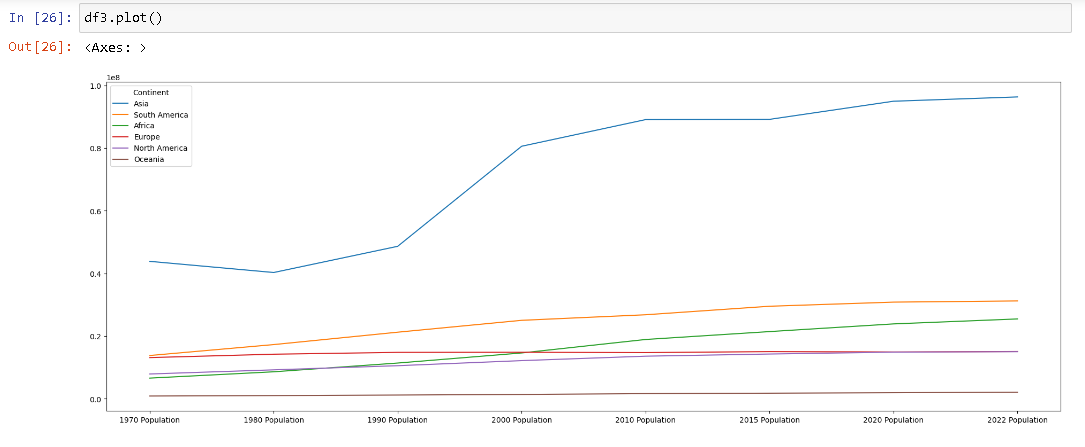 In [26]: df3.plot()
Out[26]: <Axes: >
1e8
1.0
0.8
0.6
0.4
0.2
0.0
Continent
Asia
South America
Africa
Europe
North America
Oceania
1970 Population 1980 Population 1990 Population 2000 Population 2010 Population 2015 Population 2020 Population 2022 Population